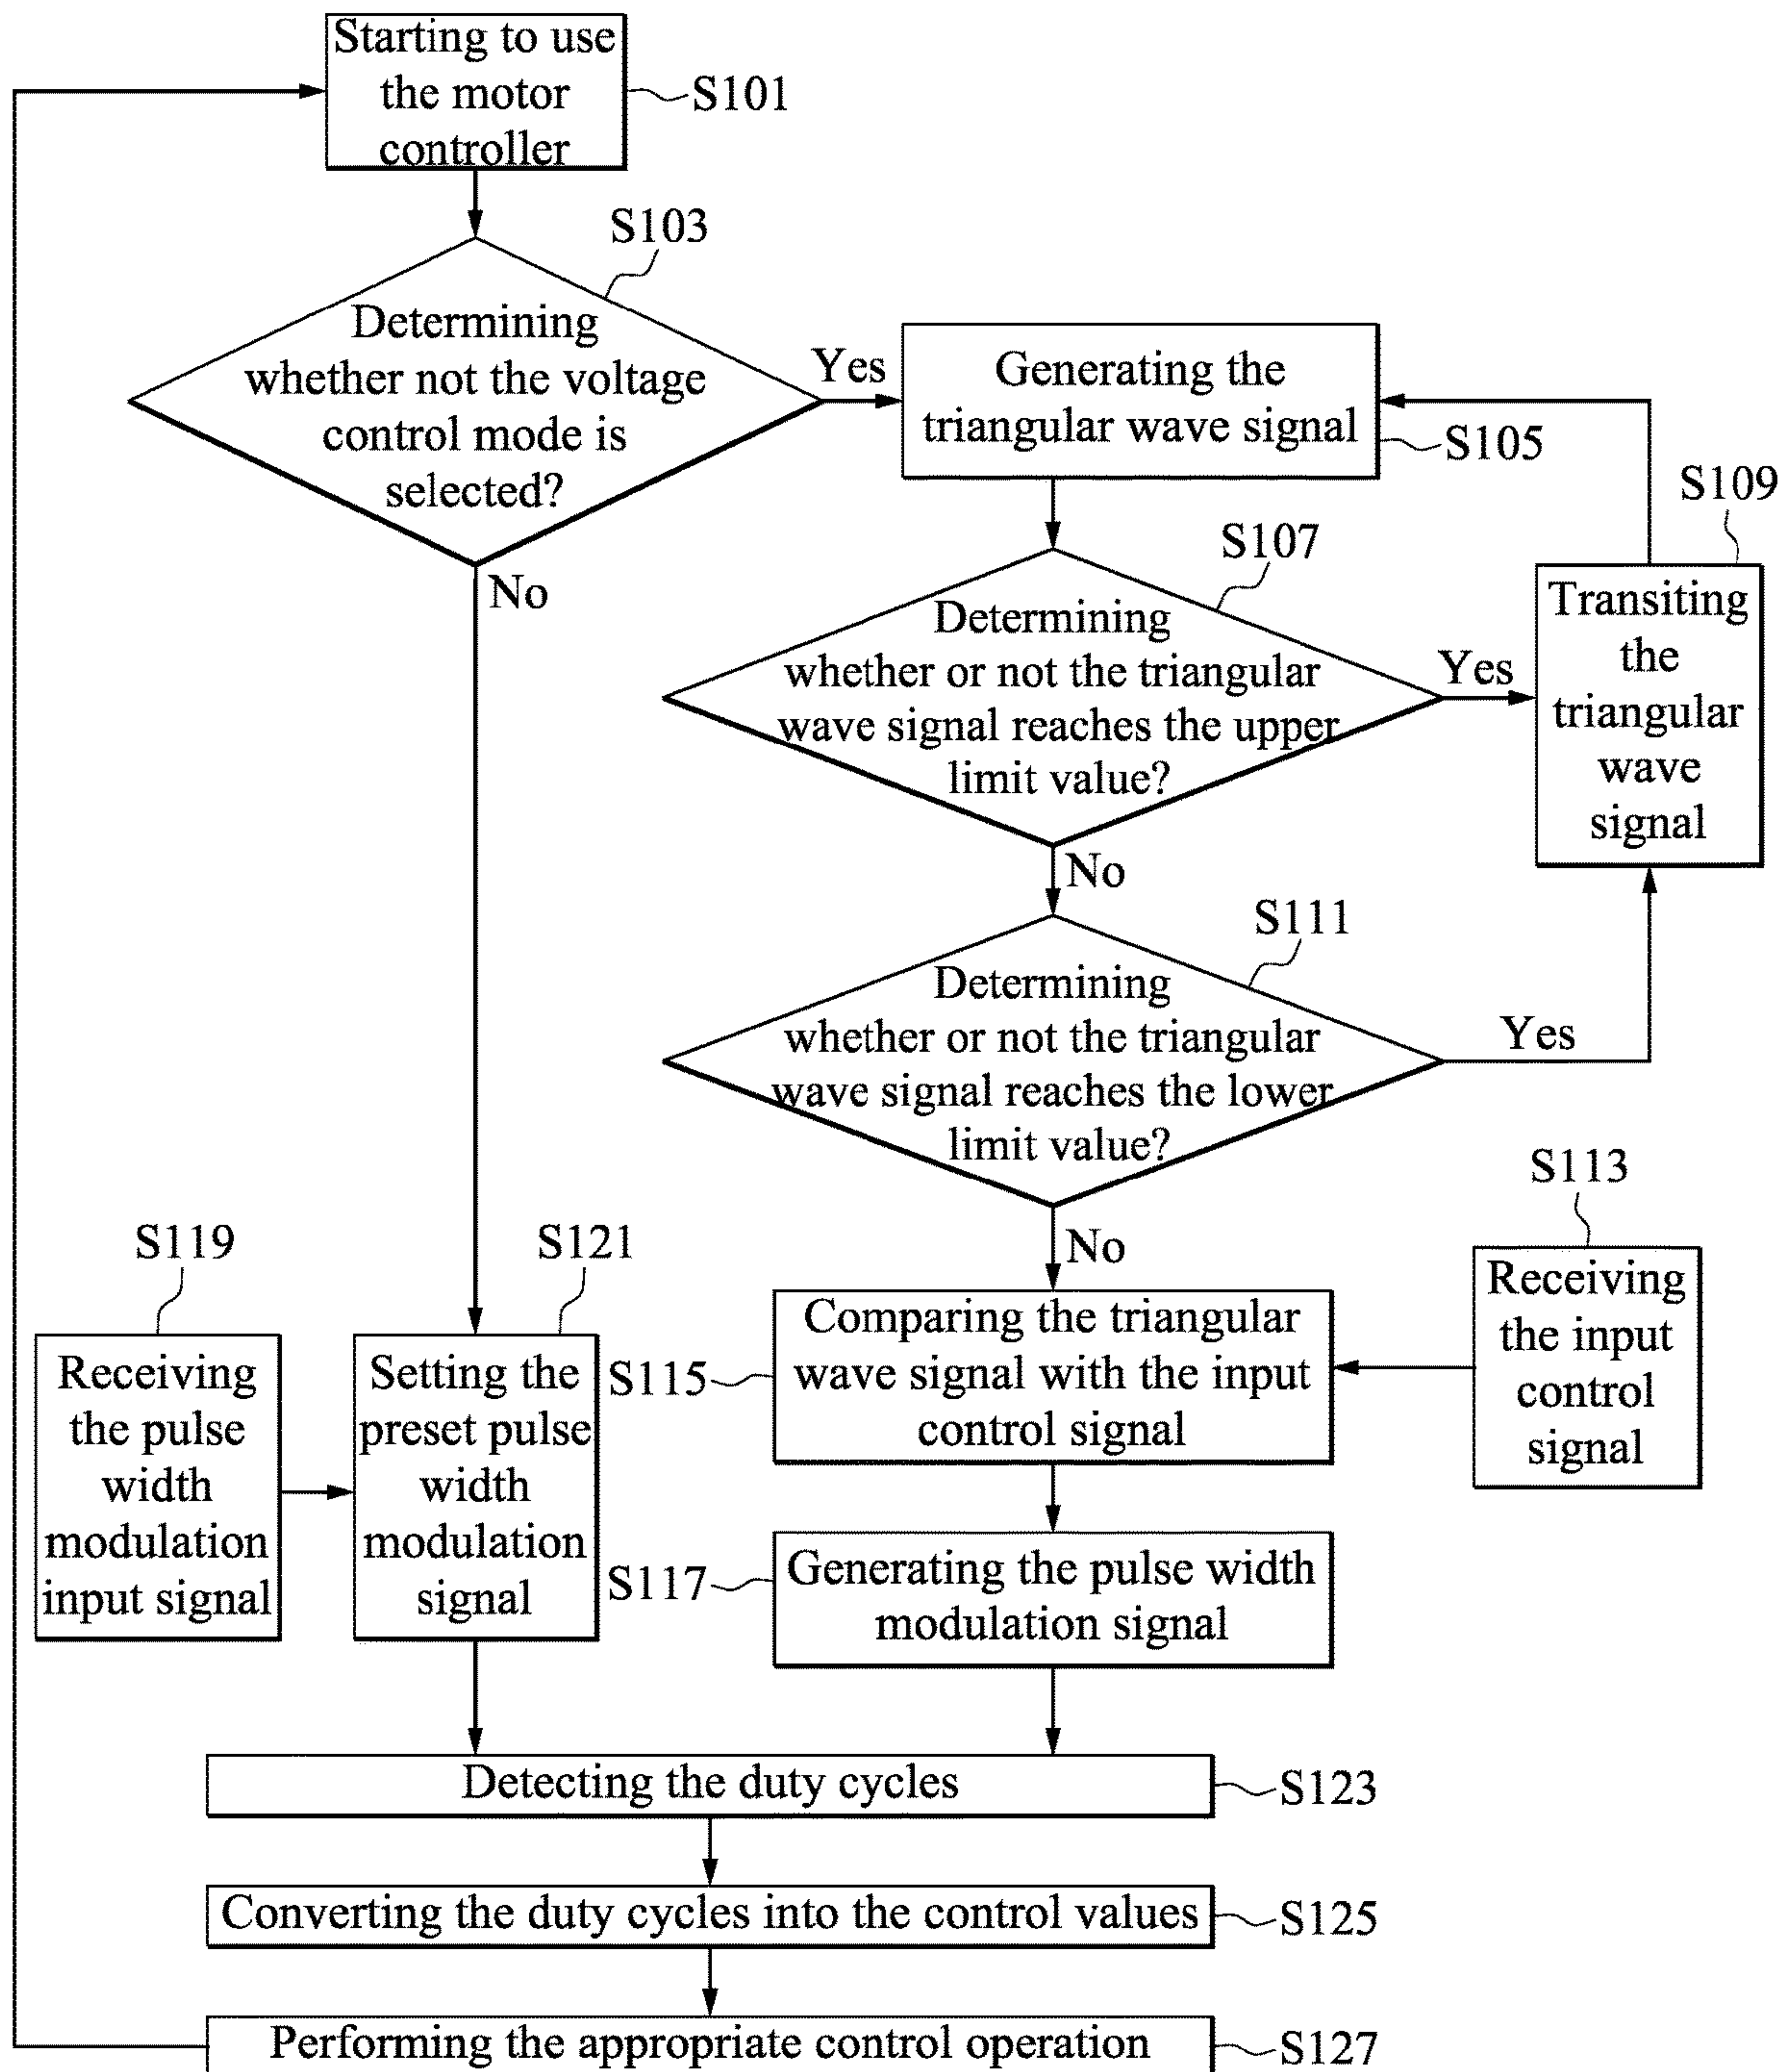 Starting to use
the motor
controller
S101
S103
Determining
whether not the voltage
control mode is
selected?
Yes
No
Generating the
triangular wave signal
S105
S107
Determining
whether or not the triangular
wave signal reaches the upper
limit value?
Yes
No
S109
Transiting
the
triangular
wave
signal
S111
Determining
whether or not the triangular
wave signal reaches the lower
limit value?
Yes
No
S113
Receiving
the input
control
signal
S115
Comparing the triangular
wave signal with the input
control signal
S117
Generating the pulse width
modulation signal
S119
Receiving
the pulse
width
modulation
input signal
S121
Setting the
preset pulse
width
modulation
signal
Detecting the duty cycles
S123
Converting the duty cycles into the control values
S125
Performing the appropriate control operation
S127